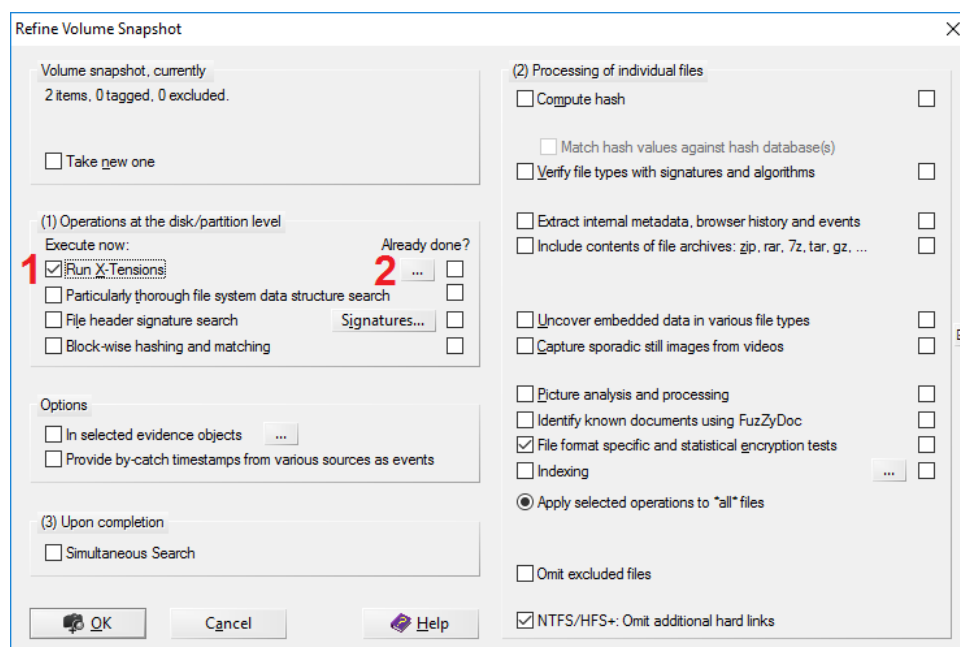 Refine Volume Snapshot
Volume snapshot, currently
2 items, 0 tagged, 0 excluded.
Take new one
(1) Operations at the disk/partition level
Execute now: Already done?
1 Run X-Tensions 2 ...
Particularly thorough file system data structure search
File header signature search Signatures...
Block-wise hashing and matching
Options
In selected evidence objects ...
Provide by-catch timestamps from various sources as events
(3) Upon completion
Simultaneous Search
OK Cancel Help
(2) Processing of individual files
Compute hash
Match hash values against hash database(s)
Verify file types with signatures and algorithms
Extract internal metadata, browser history and events
Include contents of file archives: zip, rar, 7z, tar, gz, ...
Uncover embedded data in various file types
Capture sporadic still images from videos
Picture analysis and processing
Identify known documents using FuzZyDoc
File format specific and statistical encryption tests
Indexing ...
Apply selected operations to *all* files
Omit excluded files
NTFS/HFS+: Omit additional hard links